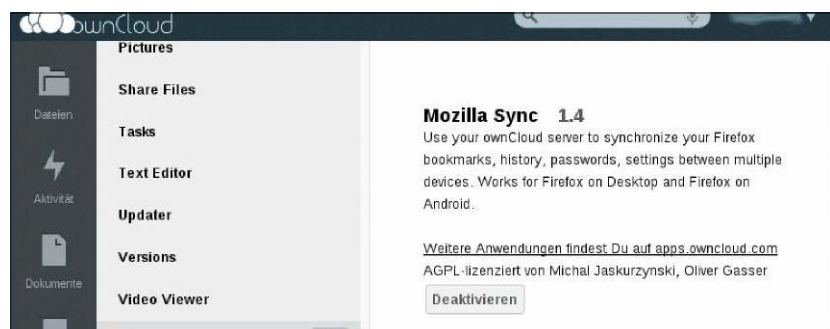 ownCloud
Dateien
Aktivität
Dokumente
Pictures
Share Files
Tasks
Text Editor
Updater
Versions
Video Viewer
Mozilla Sync 1.4
Use your ownCloud server to synchronize your Firefox
bookmarks, history, passwords, settings between multiple
devices. Works for Firefox on Desktop and Firefox on
Android.
Weitere Anwendungen findest Du auf apps.owncloud.com
AGPL-lizenziert von Michal Jaskurzynski, Oliver Gasser
Deaktivieren